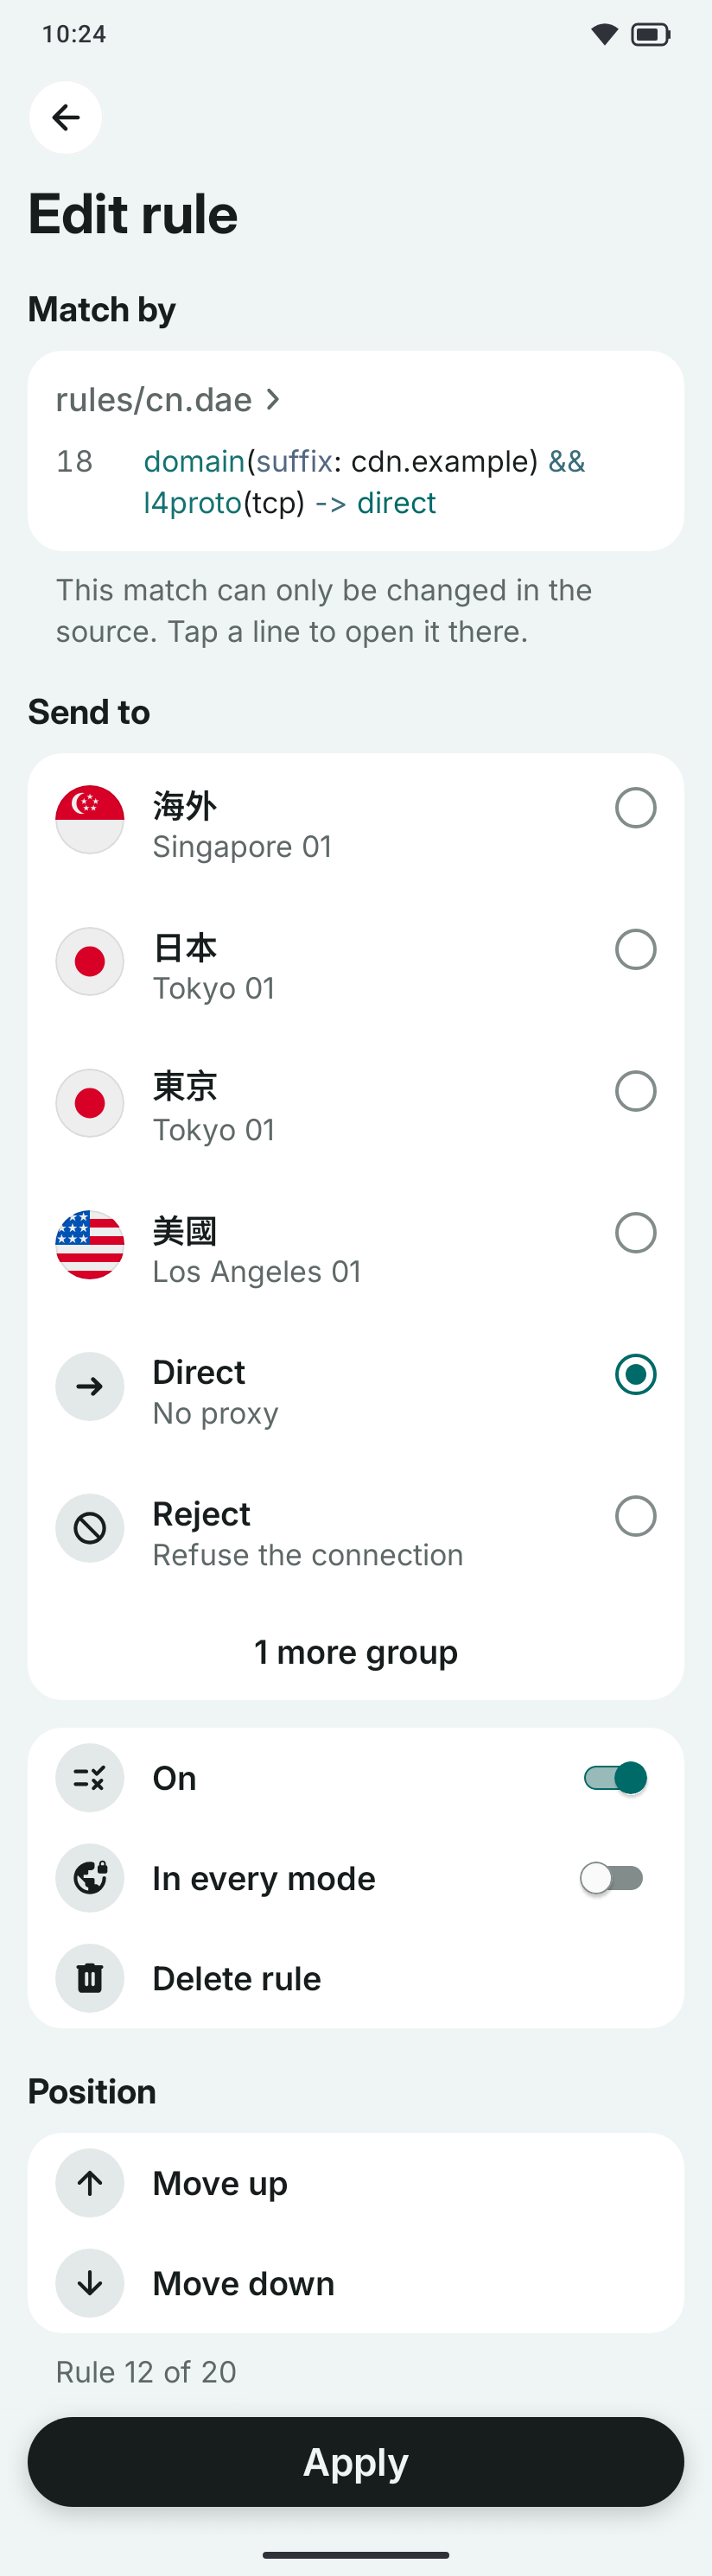 10:24
Edit rule
Match by
rules/cn.dae
18 domain(suffix: cdn.example) &&
l4proto(tcp) -> direct
This match can only be changed in the
source. Tap a line to open it there.
Send to
海外
Singapore 01
日本
Tokyo 01
東京
Tokyo 01
美國
Los Angeles 01
Direct
No proxy
Reject
Refuse the connection
1 more group
On
In every mode
Delete rule
Position
Move up
Move down
Rule 12 of 20
Apply